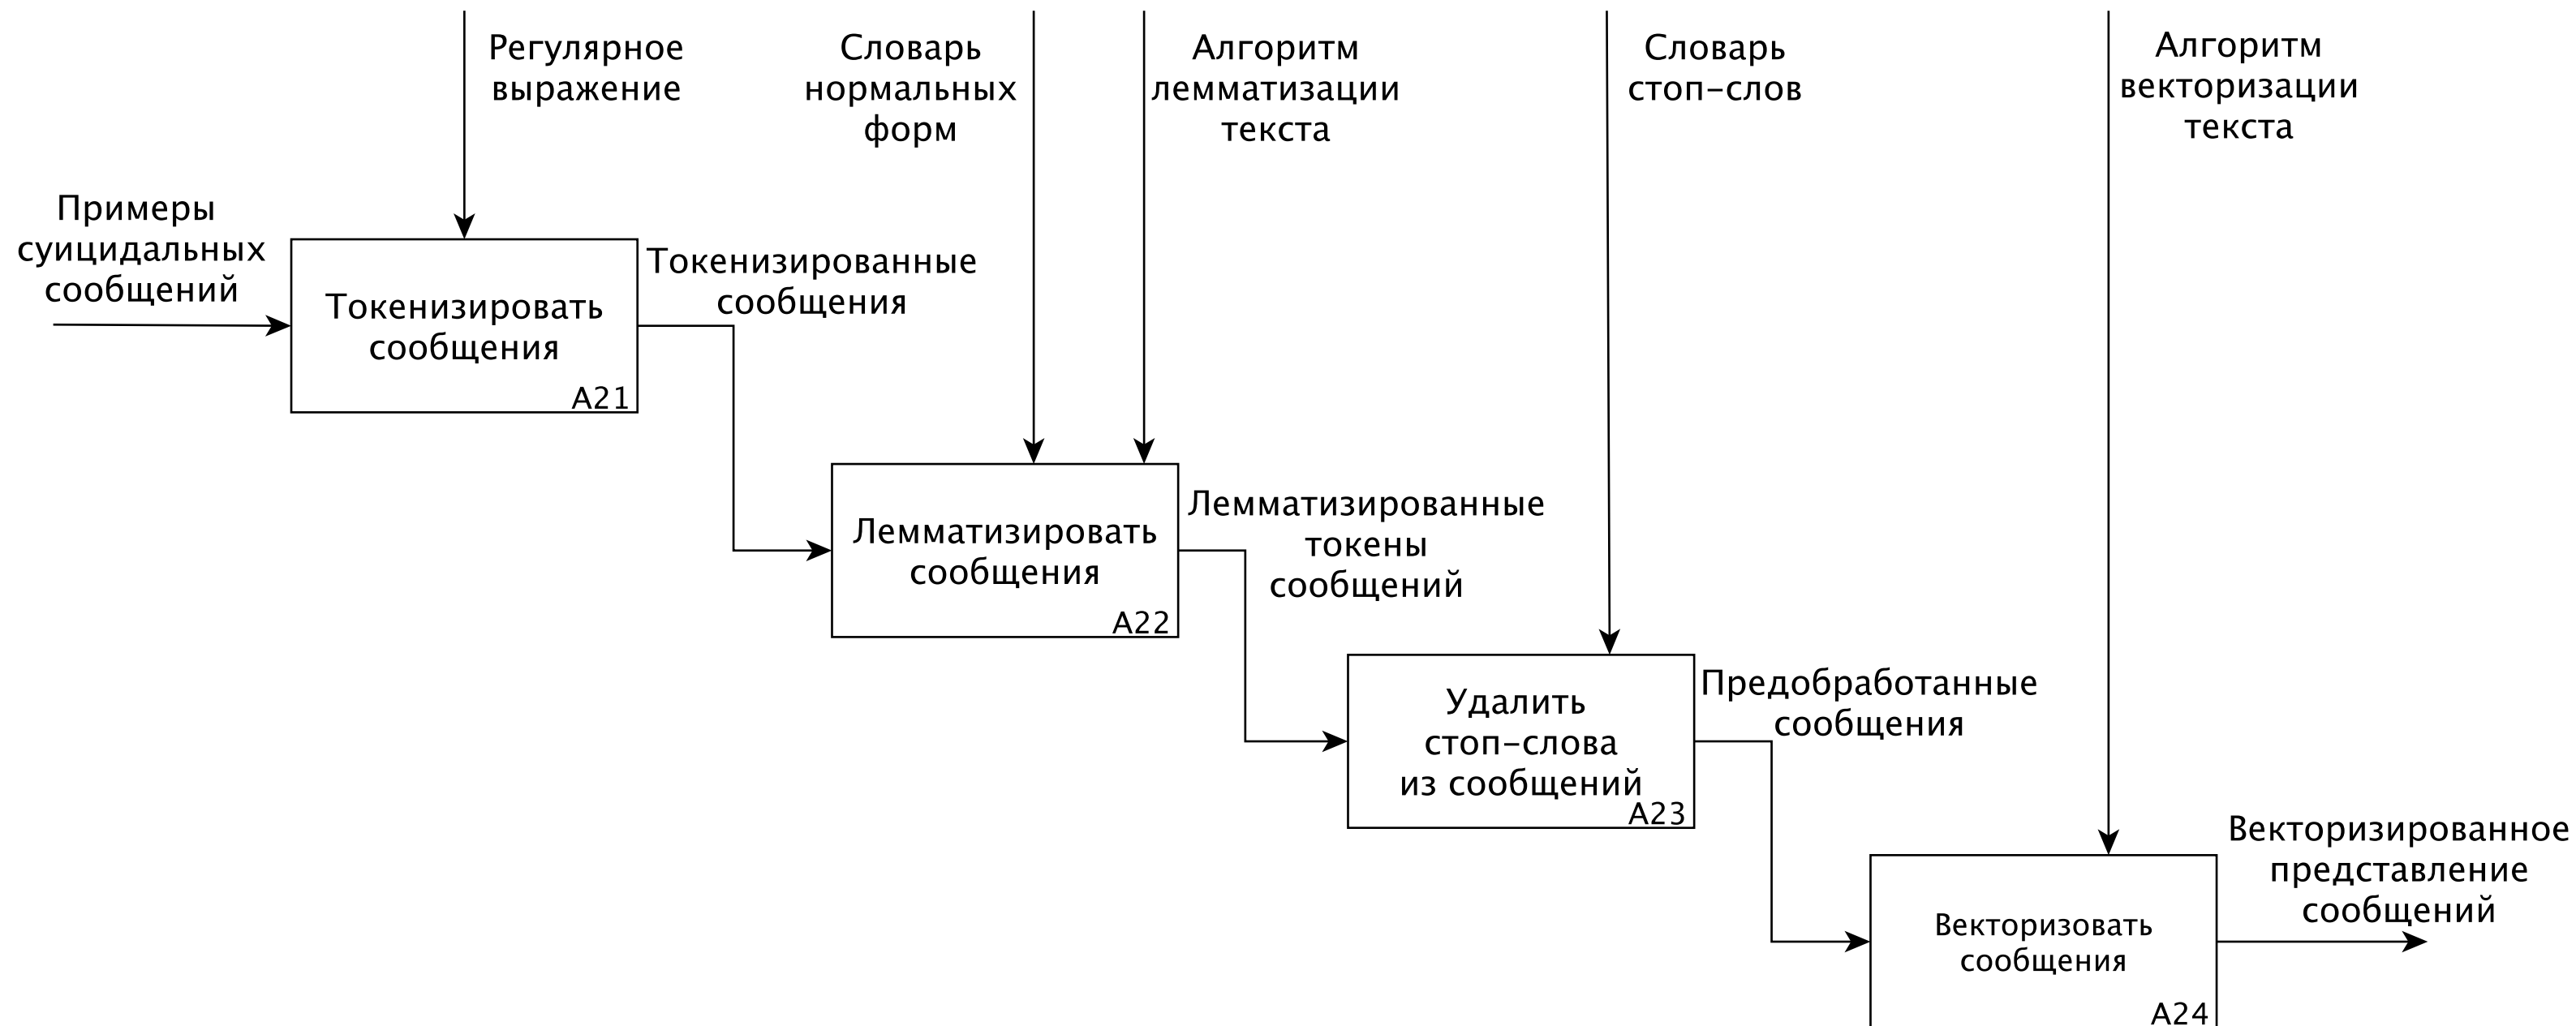 Регулярное
выражение
Словарь
нормальных
форм
Алгоритм
лемматизации
текста
Словарь
стоп-слов
Алгоритм
векторизации
текста
Примеры
суицидальных
сообщений
Токенизировать
сообщения
A21
Токенизированные
сообщения
Лемматизировать
сообщения
A22
Лемматизированные
токены
сообщений
Удалить
стоп-слова
из сообщений
A23
Предобработанные
сообщения
Векторизовать
сообщения
A24
Векторизированное
представление
сообщений